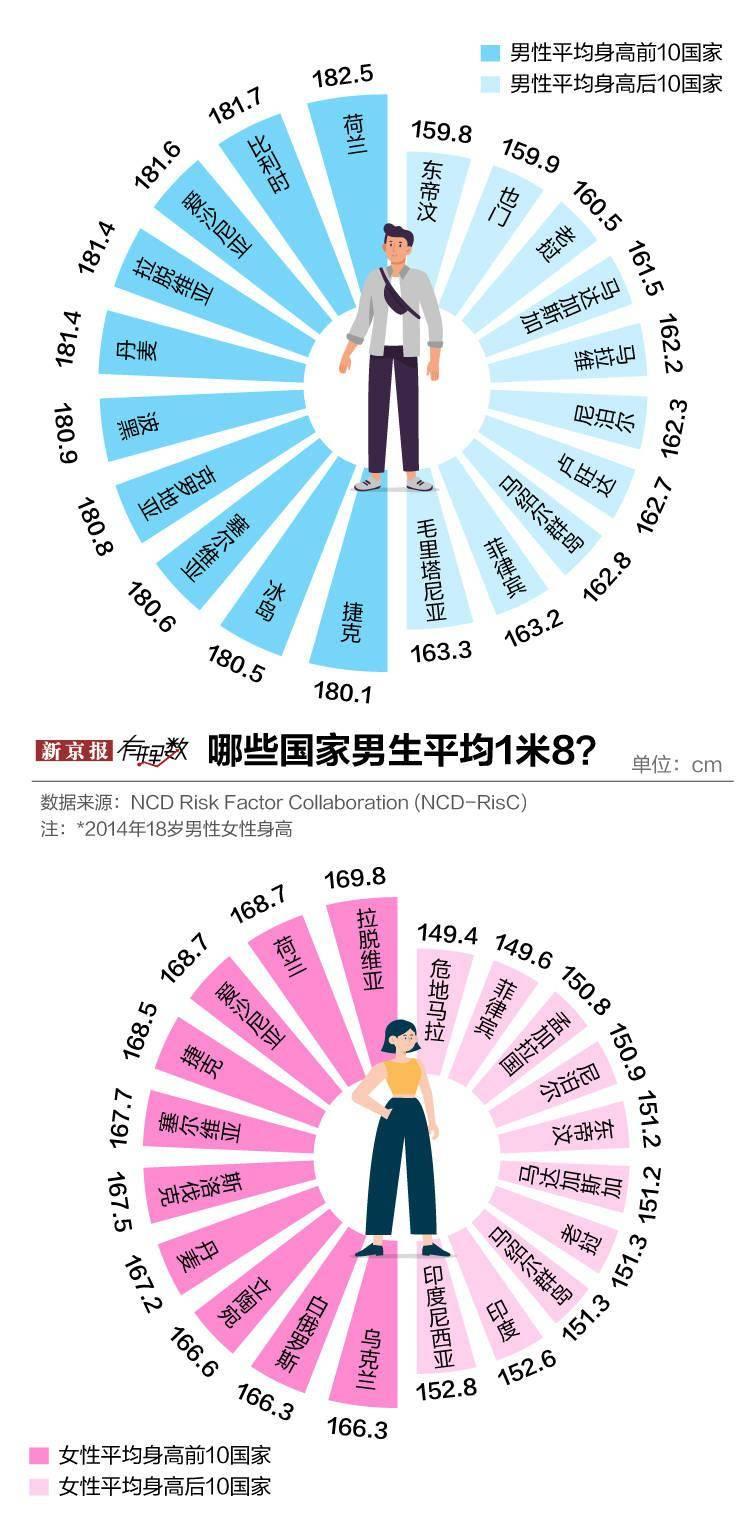 男性平均身高前10国家
男性平均身高后10国家
182.5
荷兰
181.7
比利时
181.6
爱沙尼亚
181.4
拉脱维亚
181.4
丹麦
180.9
波黑
180.8
克罗地亚
180.6
塞尔维亚
180.5
冰岛
180.1
捷克
159.8
东帝汶
159.9
也门
160.5
老挝
161.5
马达加斯加
162.2
马拉维
162.3
尼泊尔
162.7
卢旺达
162.8
马绍尔群岛
163.2
菲律宾
163.3
毛里塔尼亚
新京报 有理数 哪些国家男生平均1米8?
单位：cm
数据来源：NCD Risk Factor Collaboration (NCD-RisC)
注：*2014年18岁男性女性身高
169.8
拉脱维亚
168.7
荷兰
168.7
爱沙尼亚
168.5
捷克
167.7
塞尔维亚
167.5
斯洛伐克
167.2
丹麦
166.6
立陶宛
166.3
白俄罗斯
166.3
乌克兰
149.4
危地马拉
149.6
菲律宾
150.8
孟加拉国
150.9
尼泊尔
151.2
东帝汶
151.2
马达加斯加
151.3
老挝
151.3
马绍尔群岛
152.6
印度
152.8
印度尼西亚
女性平均身高前10国家
女性平均身高后10国家